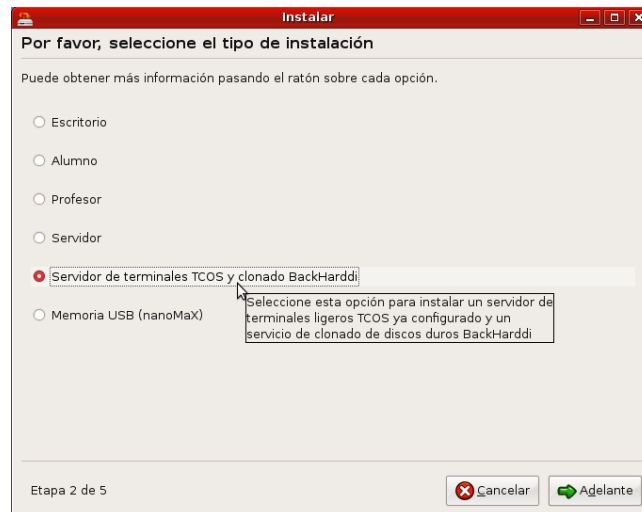 Instalar
Por favor, seleccione el tipo de instalación
Puede obtener más información pasando el ratón sobre cada opción.
Escritorio
Alumno
Profesor
Servidor
Servidor de terminales TCOS y clonado BackHarddi
Seleccione esta opción para instalar un servidor de
terminales ligeros TCOS ya configurado y un
servicio de clonado de discos duros BackHarddi
Memoria USB (nanoMaX)
Etapa 2 de 5
Cancelar
Adelante